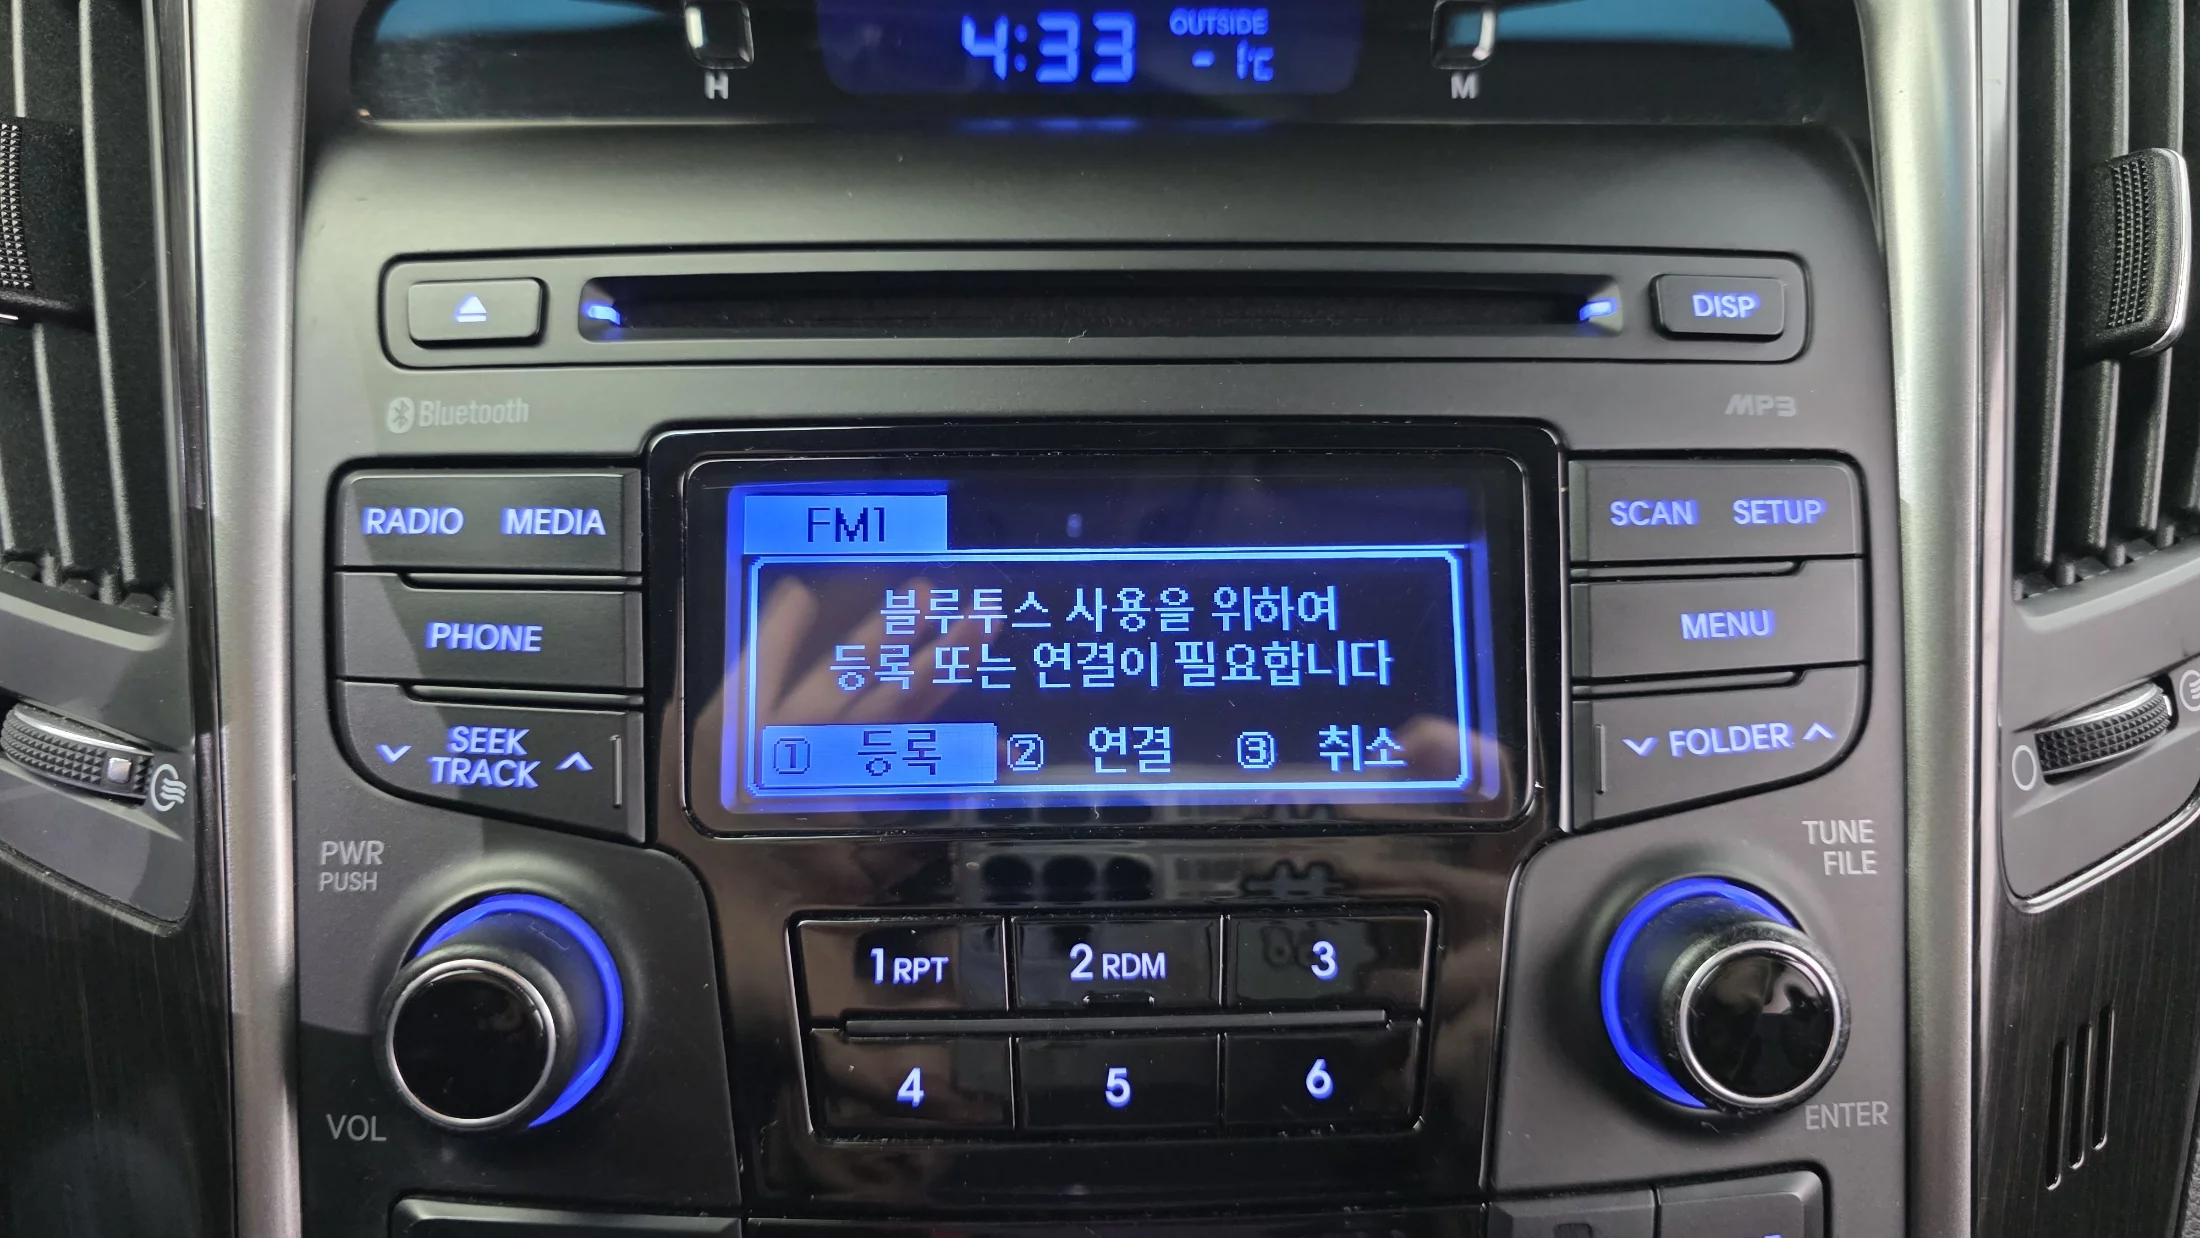 4:33 OUTSIDE -1℃
H M
DISP
Bluetooth MP3
RADIO MEDIA
PHONE
SEEK
TRACK
FM1
블루투스 사용을 위하여
등록 또는 연결이 필요합니다
① 등록 ② 연결 ③ 취소
SCAN SETUP
MENU
FOLDER
PWR
PUSH
VOL
1 RPT 2 RDM 3
4 5 6
TUNE
FILE
ENTER